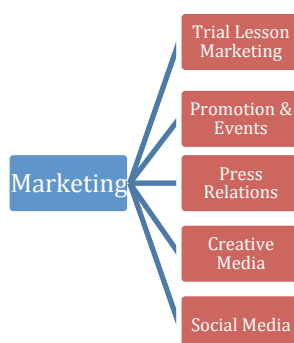 Trial Lesson
Marketing
Promotion &
Events
Marketing
Press
Relations
Creative
Media
Social Media